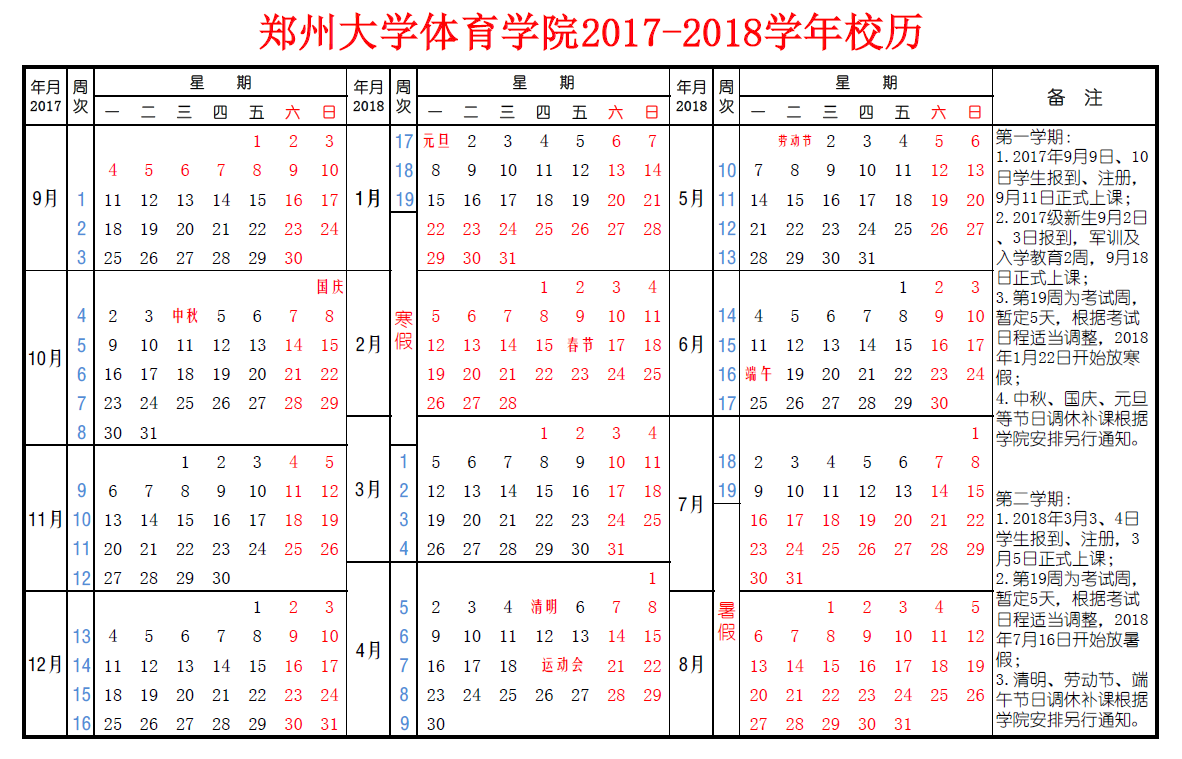 郑州大学体育学院2017-2018学年校历
年月
2017
周次
星 期
一 二 三 四 五 六 日
9月
1 2 3
4 5 6 7 8 9 10
1 11 12 13 14 15 16 17
2 18 19 20 21 22 23 24
3 25 26 27 28 29 30
10月
国庆
4 2 3 中秋 5 6 7 8
5 9 10 11 12 13 14 15
6 16 17 18 19 20 21 22
7 23 24 25 26 27 28 29
8 30 31
11月
1 2 3 4 5
9 6 7 8 9 10 11 12
10 13 14 15 16 17 18 19
11 20 21 22 23 24 25 26
12 27 28 29 30
12月
1 2 3
13 4 5 6 7 8 9 10
14 11 12 13 14 15 16 17
15 18 19 20 21 22 23 24
16 25 26 27 28 29 30 31
年月
2018
周次
星 期
一 二 三 四 五 六 日
1月
17 元旦 2 3 4 5 6 7
18 8 9 10 11 12 13 14
19 15 16 17 18 19 20 21
22 23 24 25 26 27 28
29 30 31
寒假
2月
1 2 3 4
5 6 7 8 9 10 11
12 13 14 15 春节 17 18
19 20 21 22 23 24 25
26 27 28
3月
1 2 3 4
1 5 6 7 8 9 10 11
2 12 13 14 15 16 17 18
3 19 20 21 22 23 24 25
4 26 27 28 29 30 31
4月
1
5 2 3 4 清明 6 7 8
6 9 10 11 12 13 14 15
7 16 17 18 运动会 21 22
8 23 24 25 26 27 28 29
9 30
年月
2018
周次
星 期
一 二 三 四 五 六 日
5月
劳动节 2 3 4 5 6
10 7 8 9 10 11 12 13
11 14 15 16 17 18 19 20
12 21 22 23 24 25 26 27
13 28 29 30 31
6月
1 2 3
14 4 5 6 7 8 9 10
15 11 12 13 14 15 16 17
16 端午 19 20 21 22 23 24
17 25 26 27 28 29 30
7月
1
18 2 3 4 5 6 7 8
19 9 10 11 12 13 14 15
16 17 18 19 20 21 22
23 24 25 26 27 28 29
30 31
暑假
8月
1 2 3 4 5
6 7 8 9 10 11 12
13 14 15 16 17 18 19
20 21 22 23 24 25 26
27 28 29 30 31
备 注
第一学期:
1.2017年9月9日、10
日学生报到、注册，
9月11日正式上课；
2.2017级新生9月2日
、3日报到，军训及
入学教育2周，9月18
日正式上课；
3.第19周为考试周，
暂定5天，根据考试
日程适当调整，2018
年1月22日开始放寒
假；
4.中秋、国庆、元旦
等节日调休补课根据
学院安排另行通知。
第二学期:
1.2018年3月3、4日
学生报到、注册，3
月5日正式上课；
2.第19周为考试周，
暂定5天，根据考试
日程适当调整，2018
年7月16日开始放暑
假；
3.清明、劳动节、端
午节日调休补课根据
学院安排另行通知。